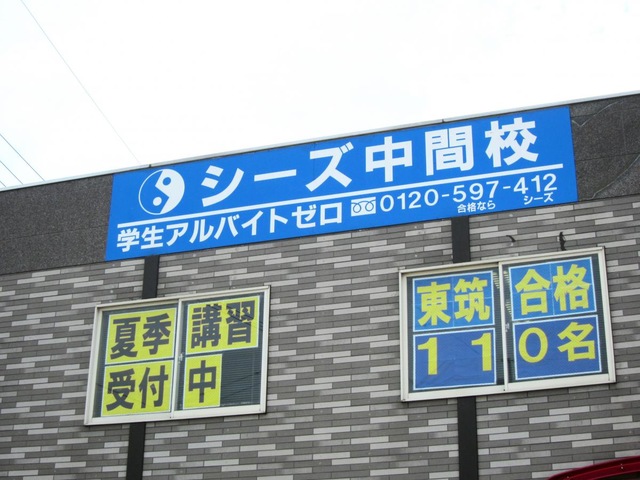 シーズ中間校
学生アルバイトゼロ 0120-597-412
合格なら シーズ
夏季講習
受付中
東筑合格
110名